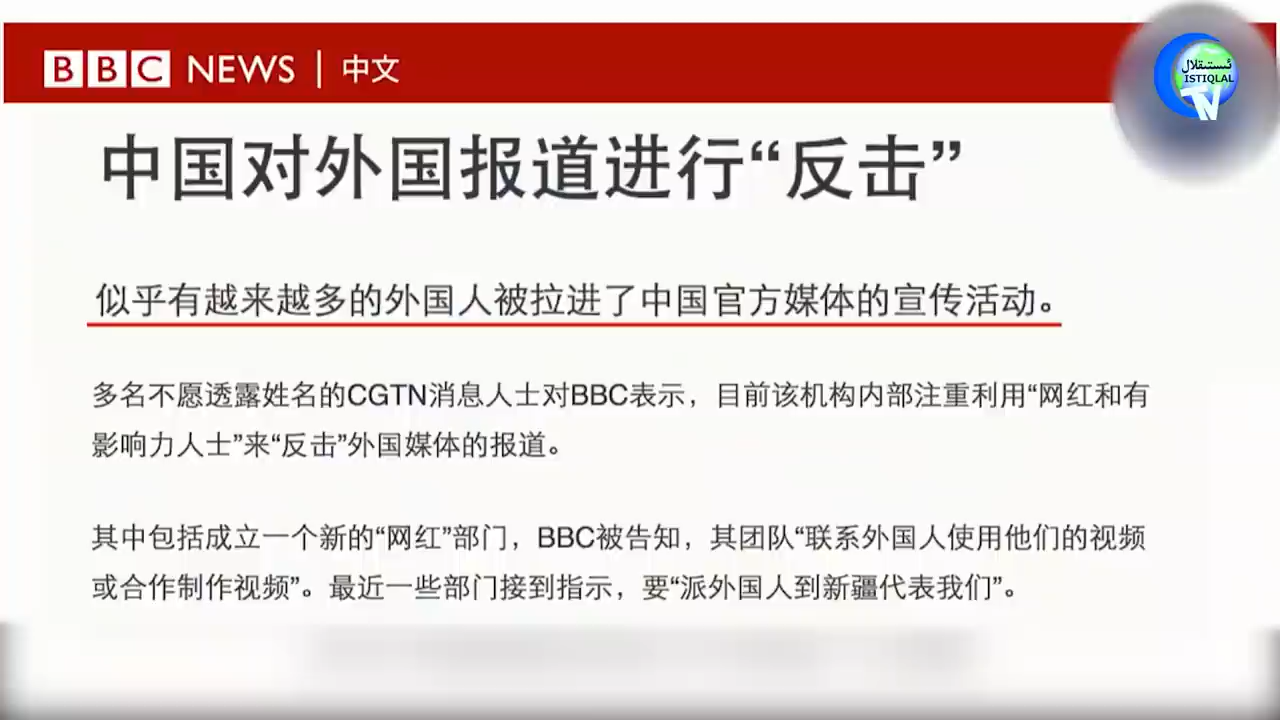 BBC NEWS | 中文
ئىستىقلال
ISTIQLAL
TV
中国对外国报道进行“反击”
似乎有越来越多的外国人被拉进了中国官方媒体的宣传活动。
多名不愿透露姓名的CGTN消息人士对BBC表示，目前该机构内部注重利用“网红和有
影响力人士”来“反击”外国媒体的报道。
其中包括成立一个新的“网红”部门，BBC被告知，其团队“联系外国人使用他们的视频
或合作制作视频”。最近一些部门接到指示，要“派外国人到新疆代表我们”。